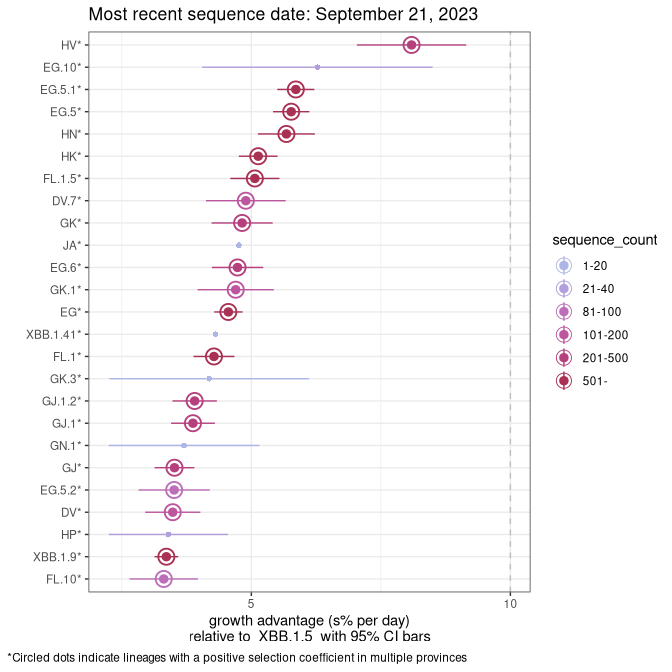 Most recent sequence date: September 21, 2023
HV*
EG.10*
EG.5.1*
EG.5*
HN*
HK*
FL.1.5*
DV.7*
GK*
JA*
EG.6*
GK.1*
EG*
XBB.1.41*
FL.1*
GK.3*
GJ.1.2*
GJ.1*
GN.1*
GJ*
EG.5.2*
DV*
HP*
XBB.1.9*
FL.10*
5
10
growth advantage (s% per day)
relative to XBB.1.5 with 95% CI bars
sequence_count
1-20
21-40
81-100
101-200
201-500
501-
*Circled dots indicate lineages with a positive selection coefficient in multiple provinces